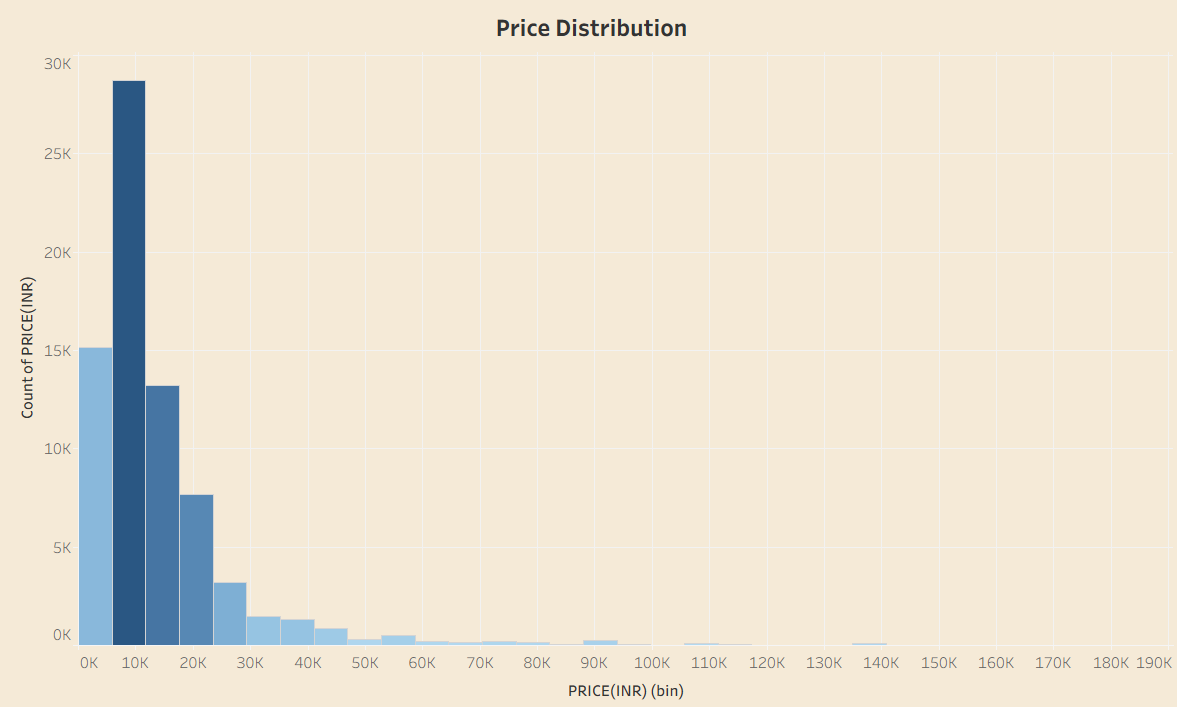 Price Distribution
30K
25K
20K
15K
10K
5K
0K
Count of PRICE(INR)
0K 10K 20K 30K 40K 50K 60K 70K 80K 90K 100K 110K 120K 130K 140K 150K 160K 170K 180K 190K
PRICE(INR) (bin)